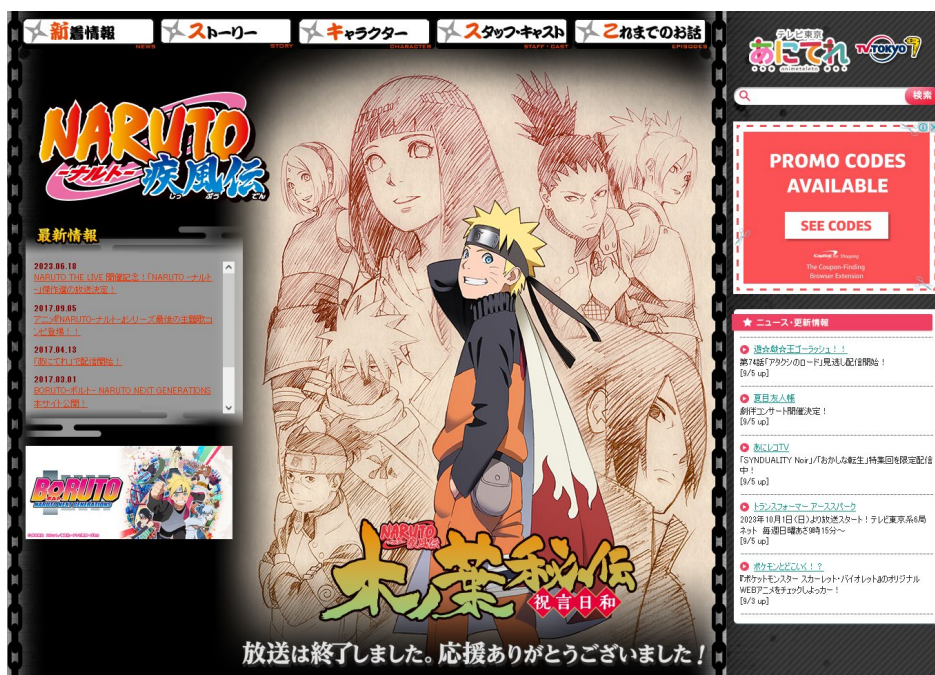 新着情報
NEWS
ストーリー
STORY
キャラクター
CHARACTER
スタッフ・キャスト
STAFF・CAST
これまでのお話
EPISODES
NARUTO
-ナルト-
疾風伝
しっ ぷう でん
最新情報
2023.06.18
NARUTO THE LIVE 開催記念!「NARUTO -ナルト
-」傑作選の放送決定!
2017.09.05
アニメ『NARUTO-ナルト-』シリーズ最後の主題歌コ
ンビ登場!!
2017.04.13
「あにてれ」で配信開始!
2017.03.01
BORUTO-ボルト- NARUTO NEXT GENERATIONS
本サイト公開!
BORUTO
NARUTO NEXT GENERATIONS
NARUTO
疾風伝
木ノ葉秘伝
祝言日和
放送は終了しました。応援ありがとうございました!
テレビ東京
あにてれ
animeteleto
TV TOKYO 7
検索
PROMO CODES
AVAILABLE
SEE CODES
Capital One Shopping
The Coupon-Finding
Browser Extension
★ ニュース・更新情報
遊☆戯☆王ゴーラッシュ!!
第74話「アタクシのロード」見逃し配信開始!
[9/5 up]
夏目友人帳
劇伴コンサート開催決定!
[9/5 up]
あにレコTV
「SYNDUALITY Noir」/「おかしな転生」特集回を限定配信
中!
[9/5 up]
トランスフォーマー アーススパーク
2023年10月1日(日)より放送スタート!テレビ東京系6局
ネット 毎週日曜あさ8時15分~
[9/5 up]
ポケモンとどこいく!?
『ポケットモンスター スカーレット・バイオレット』のオリジナル
WEBアニメをチェックしよっカー!
[9/3 up]